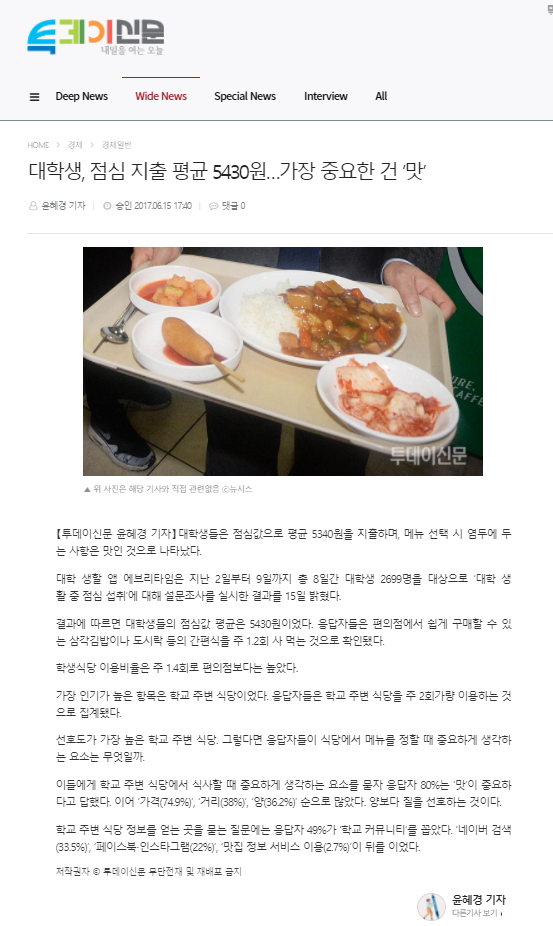 투데이신문
내일을 여는 오늘
≡ Deep News Wide News Special News Interview All
HOME > 경제 > 경제일반
대학생, 점심 지출 평균 5430원…가장 중요한 건 ‘맛’
윤혜경 기자 | 승인 2017.06.15 17:40 | 댓글 0
투데이신문
▲ 위 사진은 해당 기사와 직접 관련없음 ⓒ뉴시스
【투데이신문 윤혜경 기자】대학생들은 점심값으로 평균 5340원을 지출하며, 메뉴 선택 시 염두에 두
는 사항은 맛인 것으로 나타났다.
대학 생활 앱 에브리타임은 지난 2일부터 9일까지 총 8일간 대학생 2699명을 대상으로 ‘대학 생
활 중 점심 섭취’에 대해 설문조사를 실시한 결과를 15일 밝혔다.
결과에 따르면 대학생들의 점심값 평균은 5430원이었다. 응답자들은 편의점에서 쉽게 구매할 수 있
는 삼각김밥이나 도시락 등의 간편식을 주 1.2회 사 먹는 것으로 확인됐다.
학생식당 이용비율은 주 1.4회로 편의점보다는 높았다.
가장 인기가 높은 항목은 학교 주변 식당이었다. 응답자들은 학교 주변 식당을 주 2회가량 이용하는 것
으로 집계됐다.
선호도가 가장 높은 학교 주변 식당. 그렇다면 응답자들이 식당에서 메뉴를 정할 때 중요하게 생각하
는 요소는 무엇일까.
이들에게 학교 주변 식당에서 식사할 때 중요하게 생각하는 요소를 묻자 응답자 80%는 ‘맛’이 중요하
다고 답했다. 이어 ‘가격(74.9%)’, ‘거리(38%)’, ‘양(36.2%)’ 순으로 많았다. 양보다 질을 선호하는 것이다.
학교 주변 식당 정보를 얻는 곳을 묻는 질문에는 응답자 49%가 ‘학교 커뮤니티’를 꼽았다. ‘네이버 검색
(33.5%)’, ‘페이스북·인스타그램(22%)’, ‘맛집 정보 서비스 이용(2.7%)’이 뒤를 이었다.
저작권자 © 투데이신문 무단전재 및 재배포 금지
윤혜경 기자
다른기사 보기